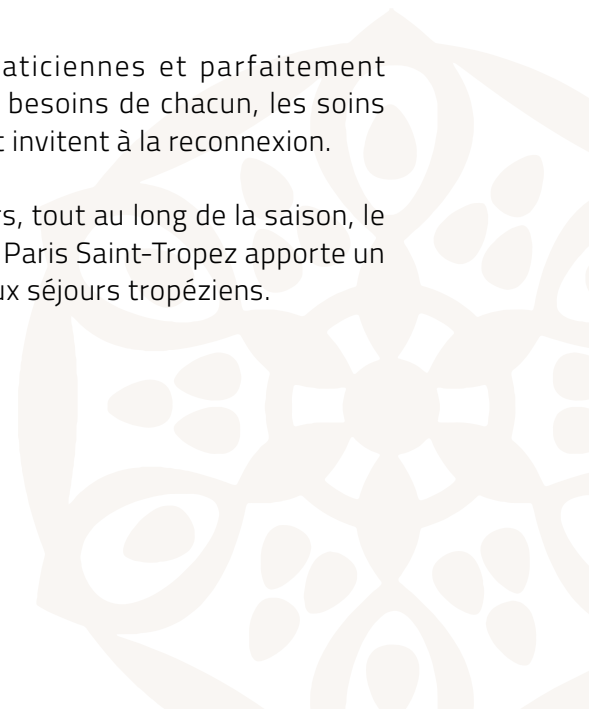 aticiennes et parfaitement
besoins de chacun, les soins
t invitent à la reconnexion.
rs, tout au long de la saison, le
Paris Saint-Tropez apporte un
ux séjours tropéziens.